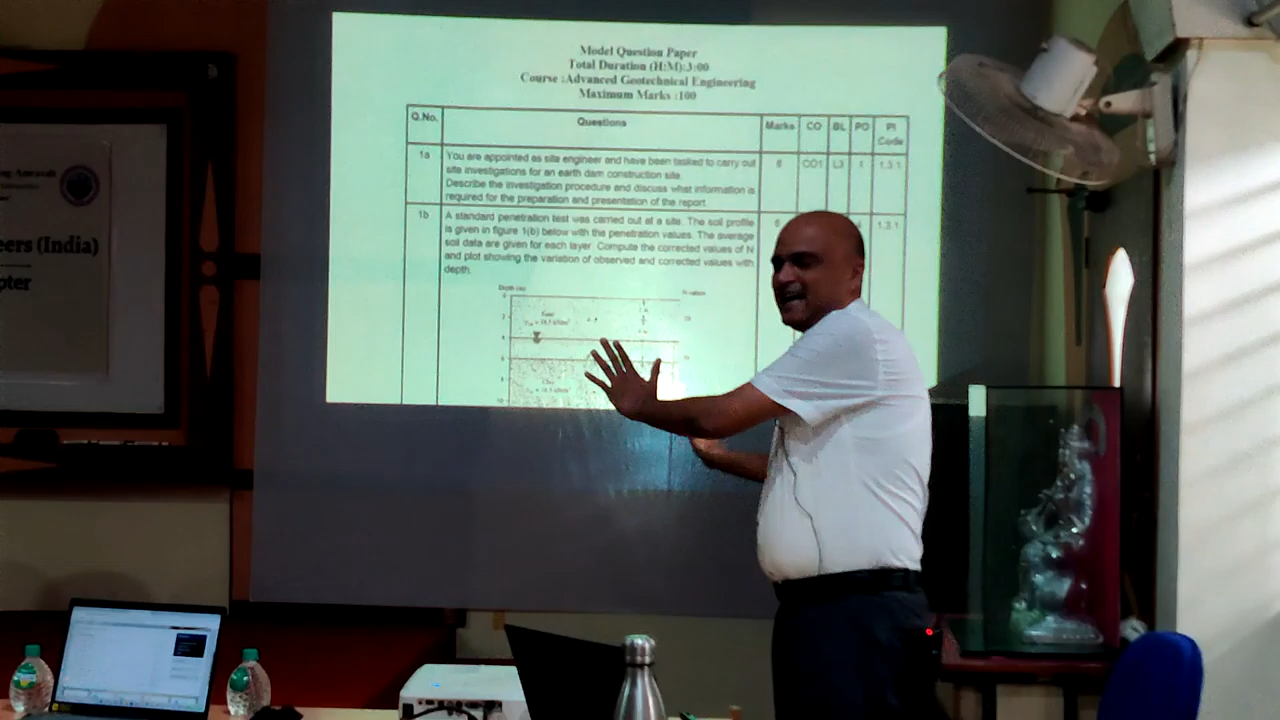 Model Question Paper
Total Duration (H:M):3:00
Course :Advanced Geotechnical Engineering
Maximum Marks :100
Q.No. Questions Marks CO BL PO PI Code
1a You are appointed as site engineer and have been tasked to carry out 8 CO1 L3 1.3.1
site investigations for an earth dam construction site.
Describe the investigation procedure and discuss what information is
required for the preparation and presentation of the report.
1b A standard penetration test was carried out at a site. The soil profile 1.3.1
is given in figure 1(b) below with the penetration values. The average
soil data are given for each layer. Compute the corrected values of N
and plot showing the variation of observed and corrected values with
depth.
Depth (m)
eers (India)
pter